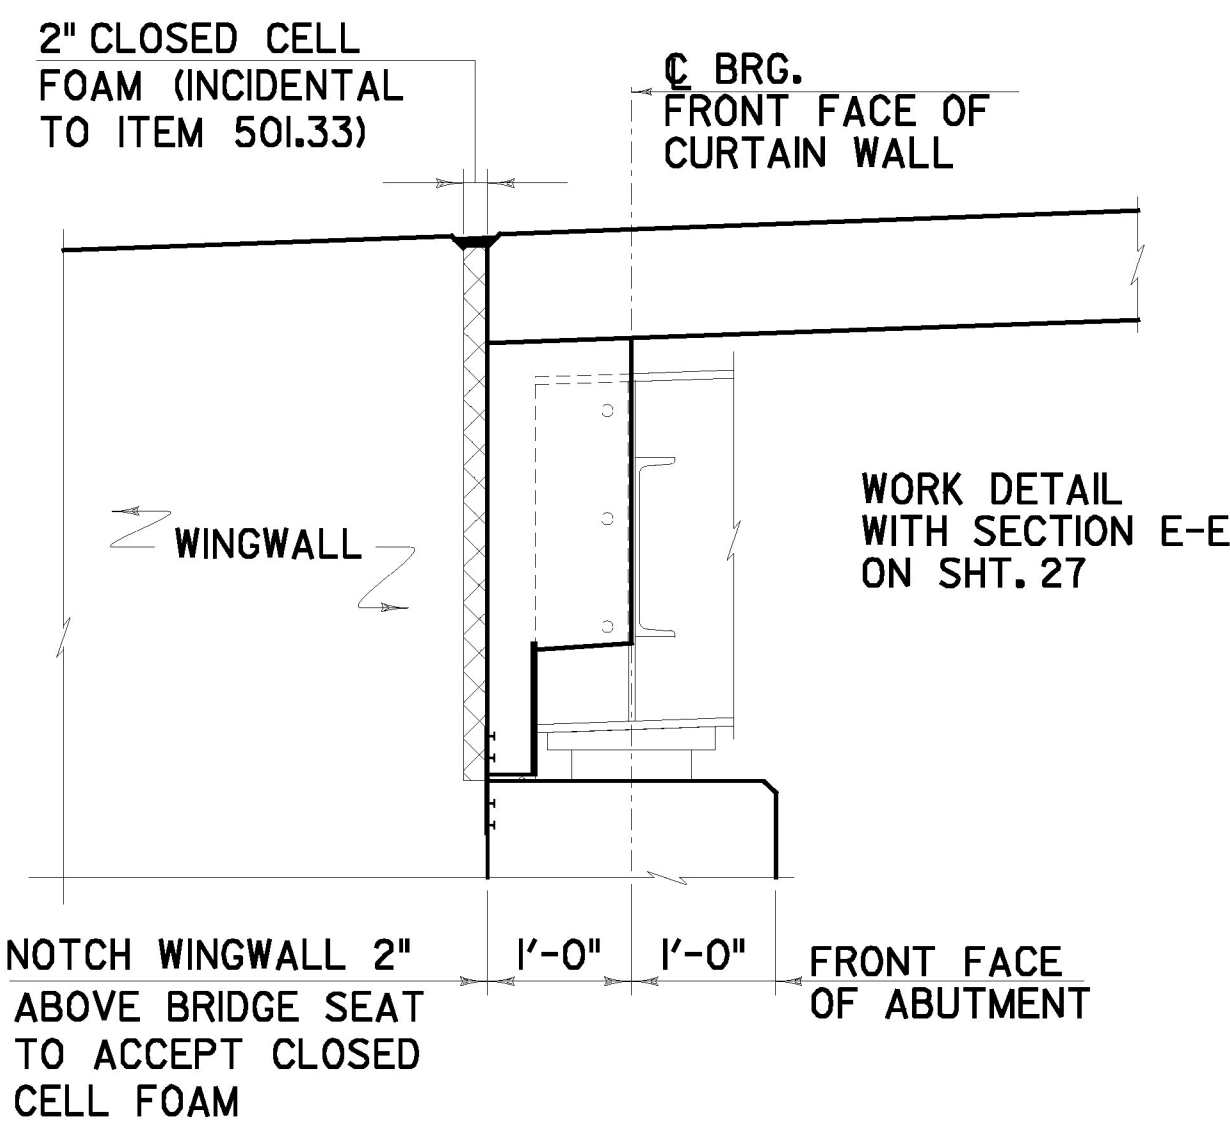 2" CLOSED CELL
FOAM (INCIDENTAL
TO ITEM 501.33)
℄ BRG.
FRONT FACE OF
CURTAIN WALL
WORK DETAIL
WITH SECTION E-E
ON SHT. 27
WINGWALL
NOTCH WINGWALL 2"
ABOVE BRIDGE SEAT
TO ACCEPT CLOSED
CELL FOAM
1'-0"
1'-0"
FRONT FACE
OF ABUTMENT